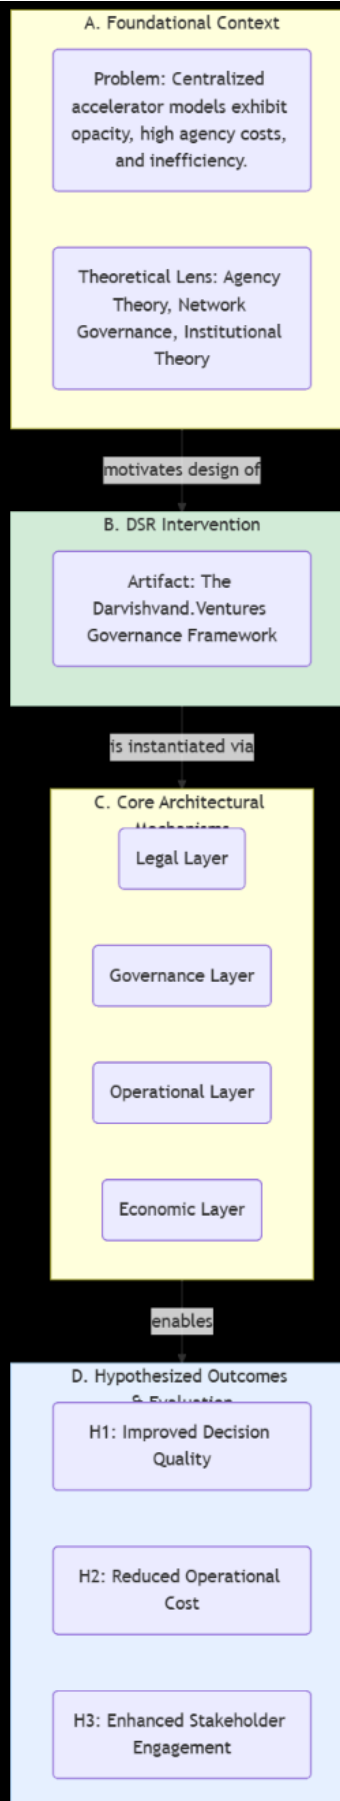 A. Foundational Context
Problem: Centralized
accelerator models exhibit
opacity, high agency costs,
and inefficiency.
Theoretical Lens: Agency
Theory, Network
Governance, Institutional
Theory
motivates design of
B. DSR Intervention
Artifact: The
Darvishvand.Ventures
Governance Framework
is instantiated via
C. Core Architectural
Mechanisms
Legal Layer
Governance Layer
Operational Layer
Economic Layer
enables
D. Hypothesized Outcomes
& Evaluation
H1: Improved Decision
Quality
H2: Reduced Operational
Cost
H3: Enhanced Stakeholder
Engagement